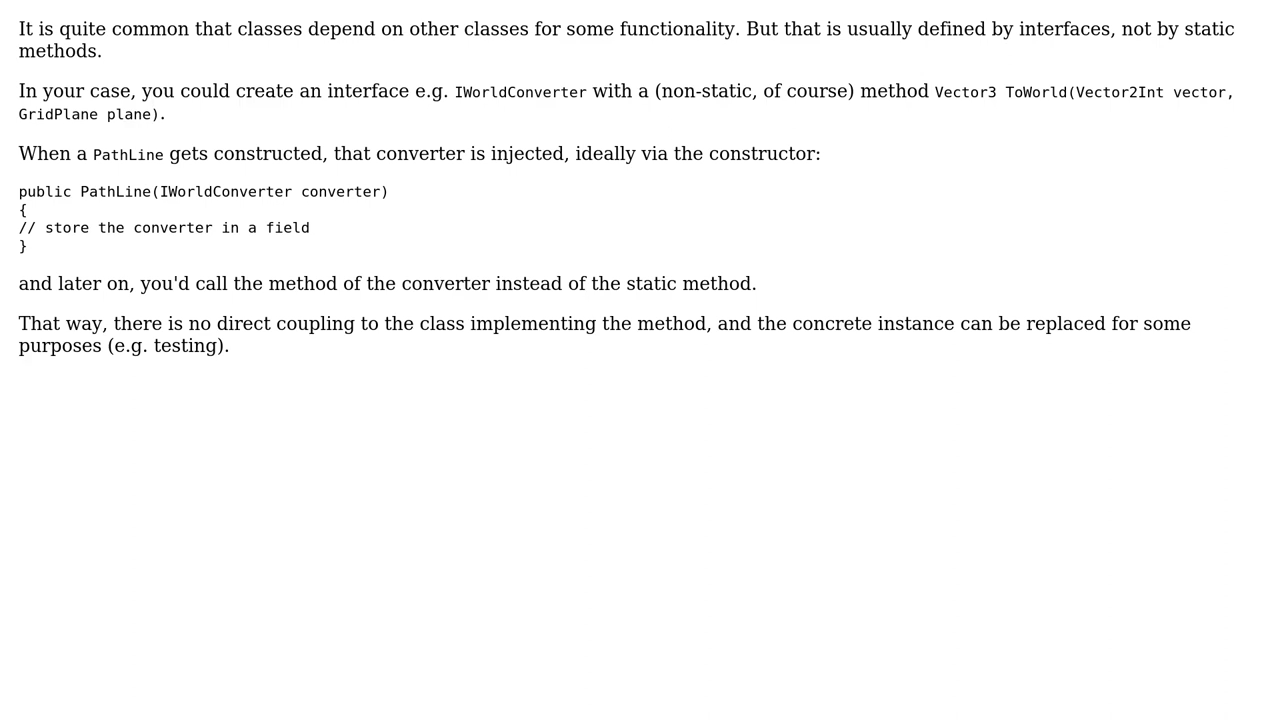 It is quite common that classes depend on other classes for some functionality. But that is usually defined by interfaces, not by static
methods.
In your case, you could create an interface e.g. IWorldConverter with a (non-static, of course) method Vector3 ToWorld(Vector2Int vector,
GridPlane plane).
When a PathLine gets constructed, that converter is injected, ideally via the constructor:
public PathLine(IWorldConverter converter)
{
// store the converter in a field
}
and later on, you'd call the method of the converter instead of the static method.
That way, there is no direct coupling to the class implementing the method, and the concrete instance can be replaced for some
purposes (e.g. testing).